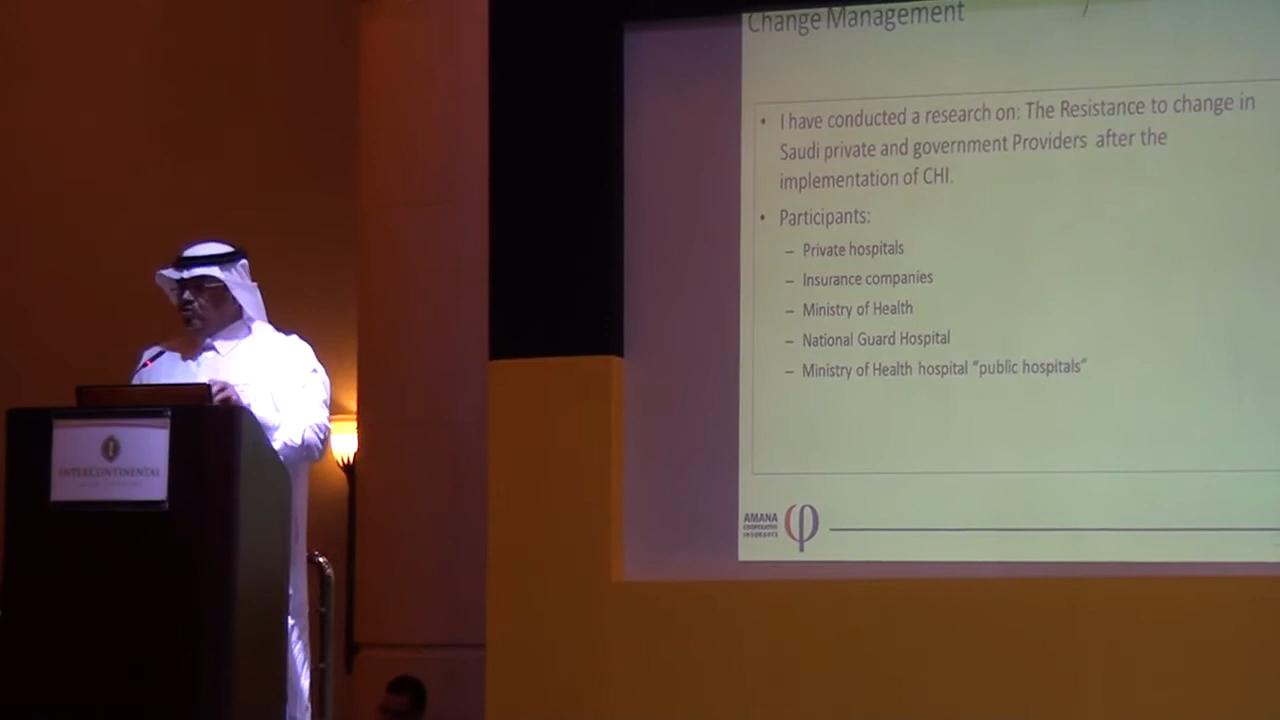 Change Management
• I have conducted a research on: The Resistance to change in
Saudi private and government Providers after the
implementation of CHI.
• Participants:
– Private hospitals
– Insurance companies
– Ministry of Health
– National Guard Hospital
– Ministry of Health hospital "public hospitals"
AMANA
COOPERATIVE
INSURANCE
INTERCONTINENTAL